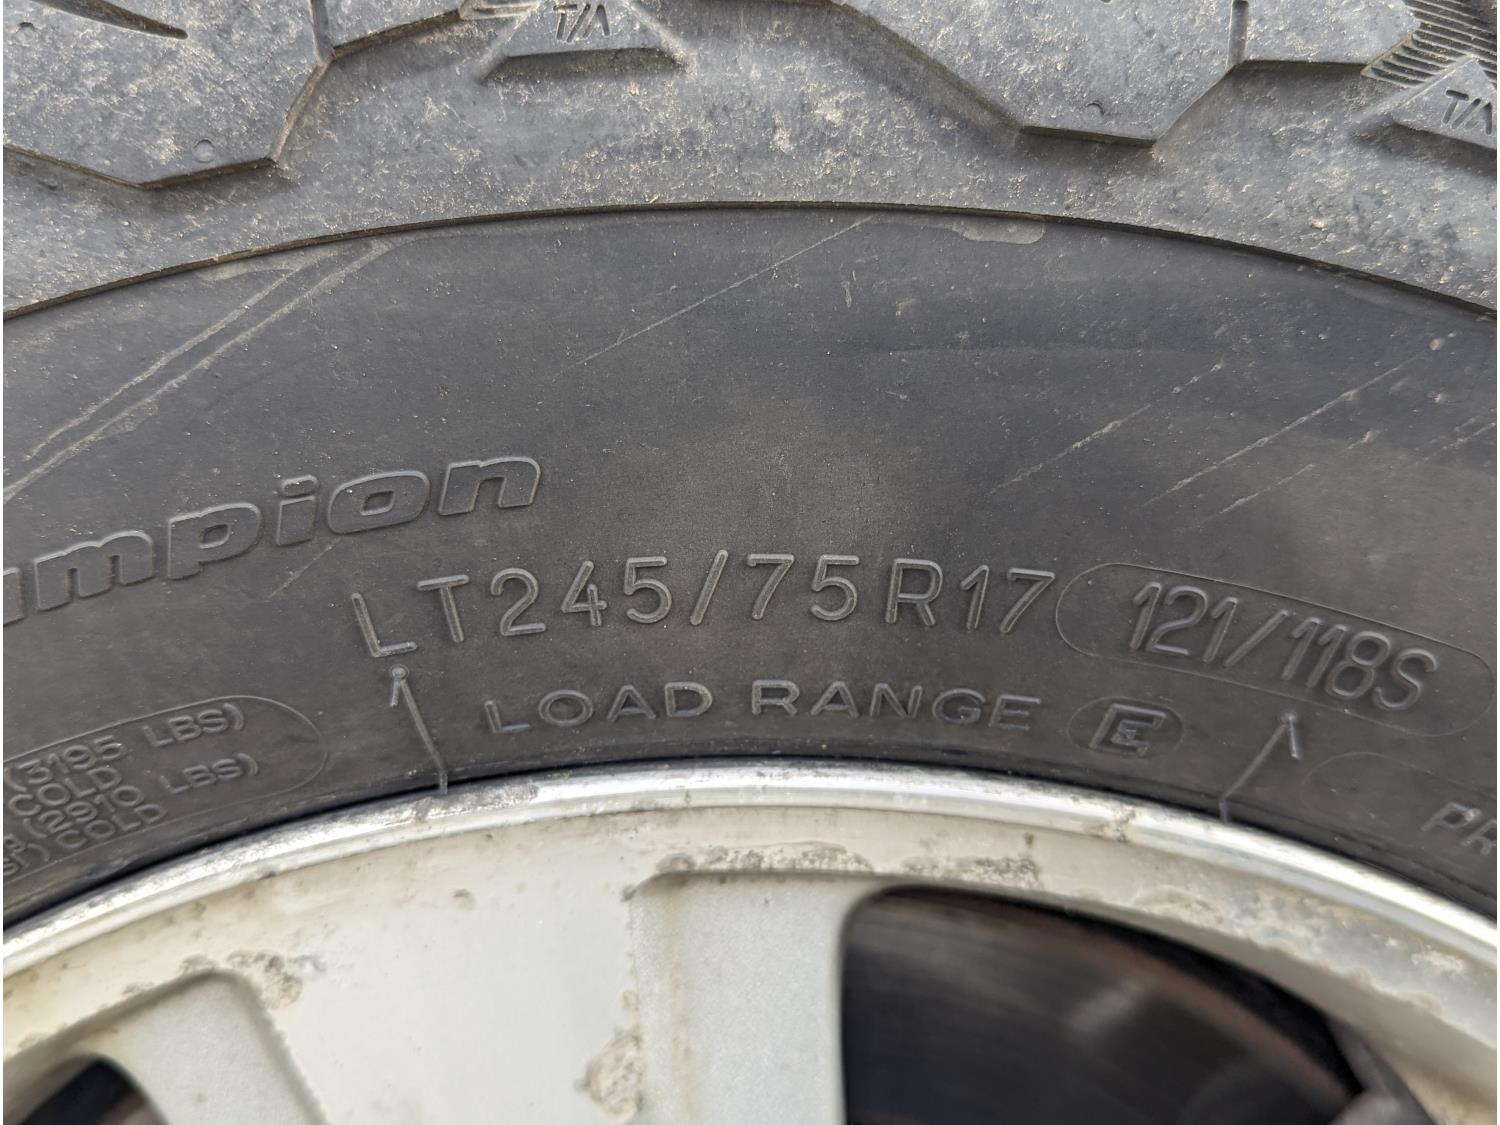 T/A
T/A
mpion
LT245/75R17 121/118S
LOAD RANGE E
(3195 LBS)
COLD
(2910 LBS)
COLD
PR